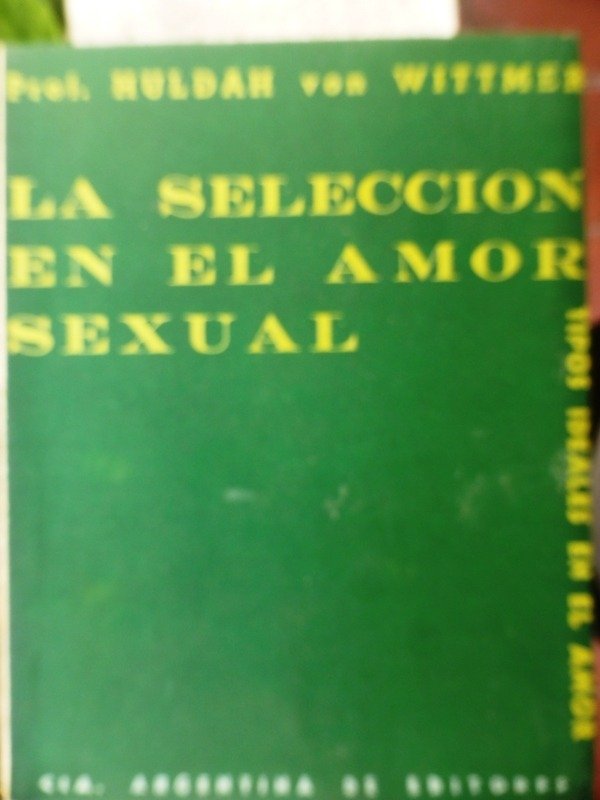 Prof. HULDAH von WITTMER
LA SELECCION
EN EL AMOR
SEXUAL
TIPOS IDEALES EN EL AMOR
CIA. ARGENTINA DE EDITORES